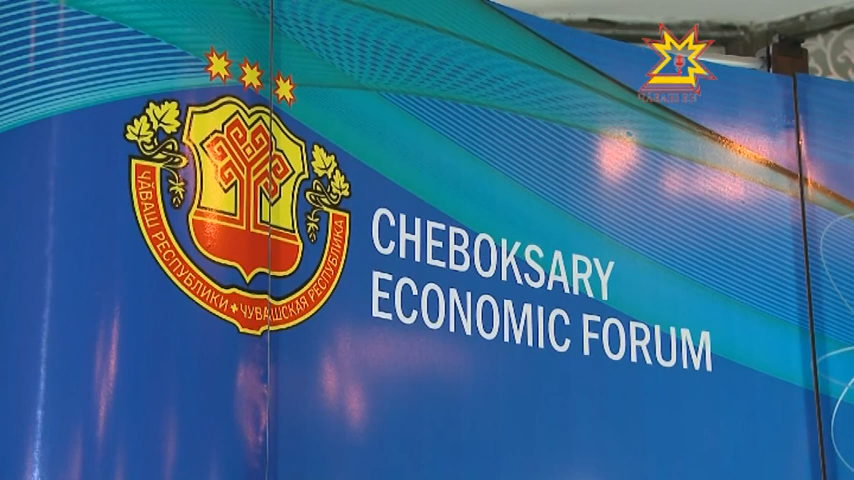 ЧӐВАШ РЕСПУБЛИКИ ✦ ЧУВАШСКАЯ РЕСПУБЛИКА
CHEBOKSARY
ECONOMIC FORUM